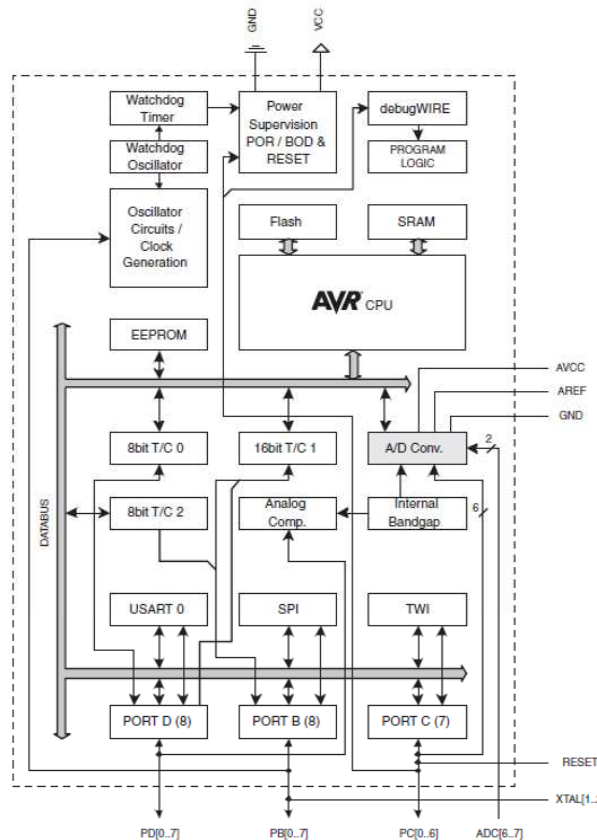 GND
VCC
Watchdog
Timer
Power
Supervision
POR / BOD &
RESET
debugWIRE
Watchdog
Oscillator
PROGRAM
LOGIC
Oscillator
Circuits /
Clock
Generation
Flash
SRAM
AVR CPU
EEPROM
AVCC
AREF
GND
8bit T/C 0
16bit T/C 1
A/D Conv.
2
8bit T/C 2
Analog
Comp.
Internal
Bandgap
6
DATABUS
USART 0
SPI
TWI
PORT D (8)
PORT B (8)
PORT C (7)
RESET
XTAL[1..
PD[0..7]
PB[0..7]
PC[0..6]
ADC[6..7]